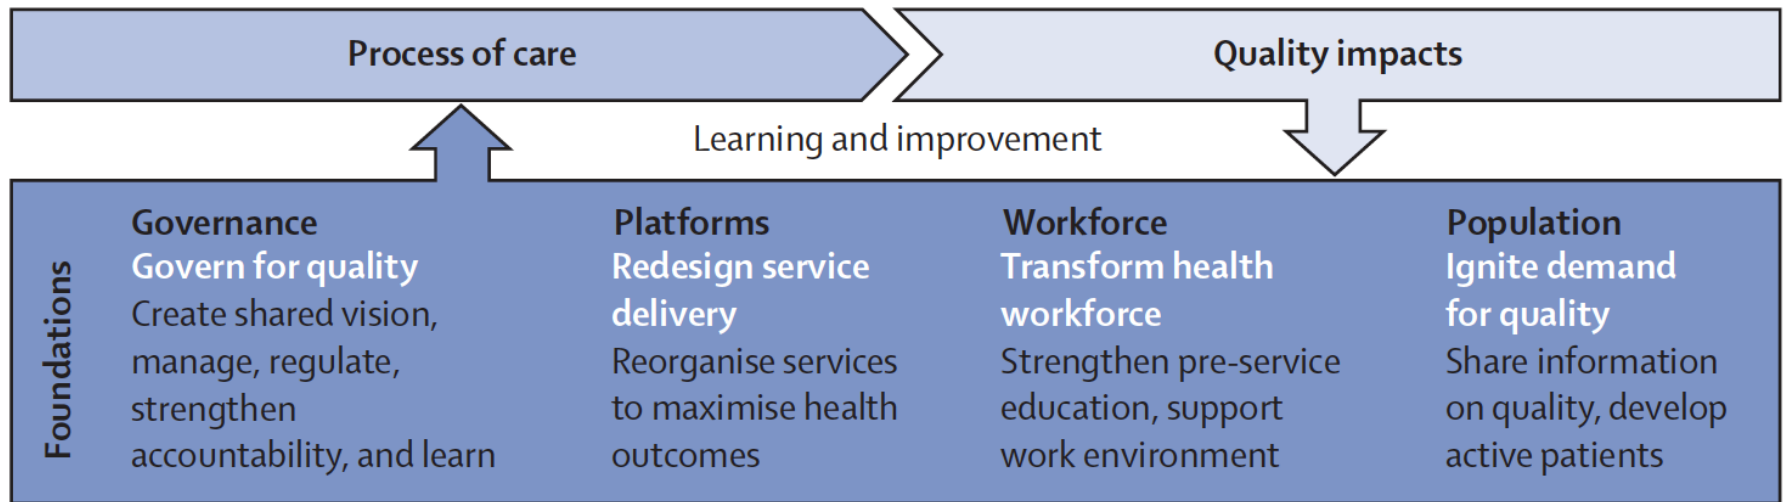 Process of care
Quality impacts
Learning and improvement
Foundations
Governance
Govern for quality
Create shared vision,
manage, regulate,
strengthen
accountability, and learn
Platforms
Redesign service
delivery
Reorganise services
to maximise health
outcomes
Workforce
Transform health
workforce
Strengthen pre-service
education, support
work environment
Population
Ignite demand
for quality
Share information
on quality, develop
active patients